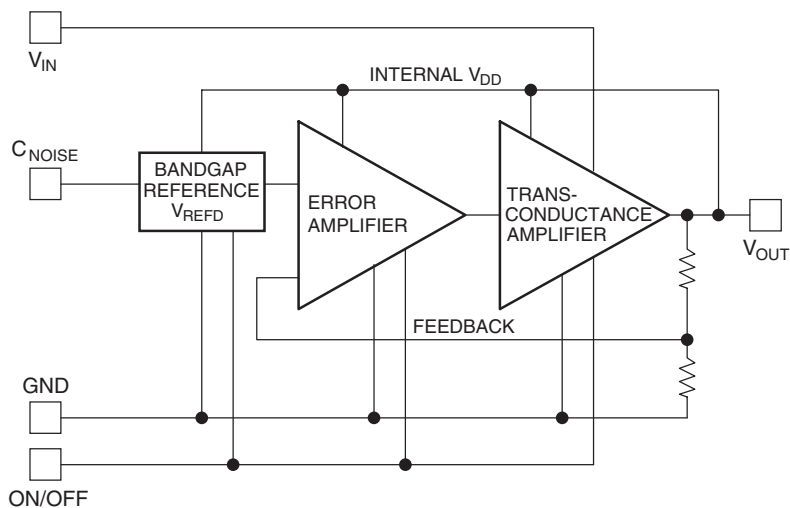 V_IN
INTERNAL V_DD
C_NOISE
BANDGAP
REFERENCE
V_REFD
ERROR
AMPLIFIER
TRANS-
CONDUCTANCE
AMPLIFIER
V_OUT
FEEDBACK
GND
ON/OFF